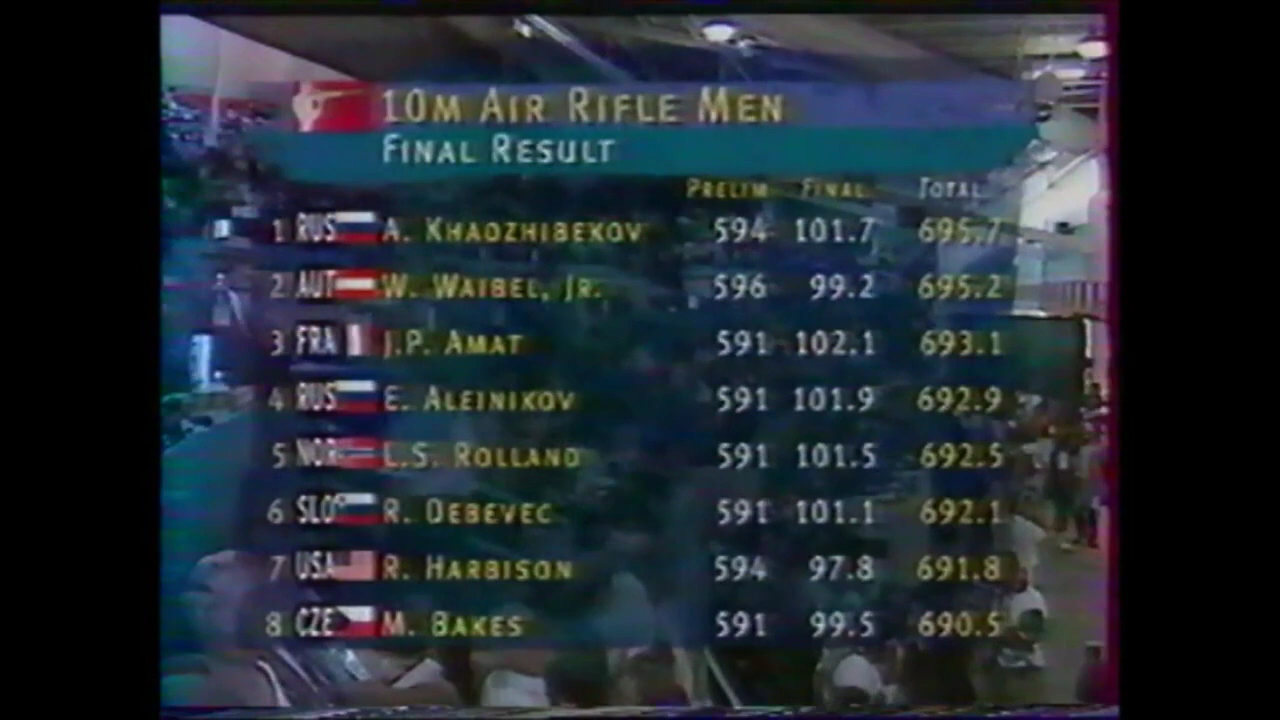 10M AIR RIFLE MEN
FINAL RESULT
PRELIM FINAL TOTAL
1 RUS A. KHADZHIBEKOV 594 101.7 695.7
2 AUT W. WAIBEL, JR. 596 99.2 695.2
3 FRA J.P. AMAT 591 102.1 693.1
4 RUS E. ALEINIKOV 591 101.9 692.9
5 NOR L.S. ROLLAND 591 101.5 692.5
6 SLO R. DEBEVEC 591 101.1 692.1
7 USA R. HARBISON 594 97.8 691.8
8 CZE M. BAKES 591 99.5 690.5